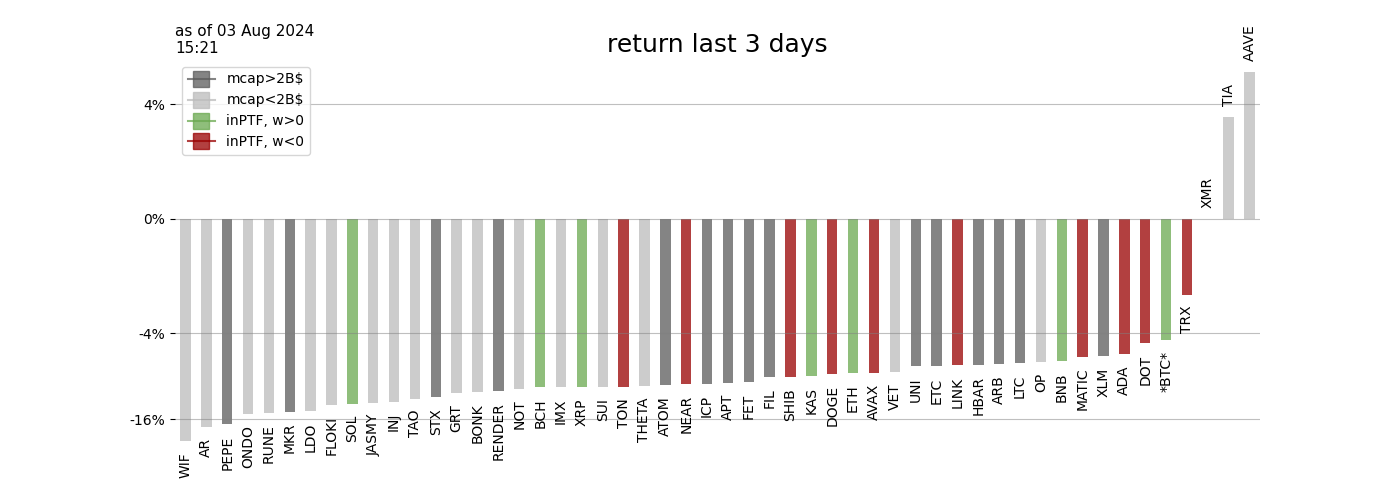 as of 03 Aug 2024
15:21
return last 3 days
mcap>2B$
mcap<2B$
inPTF, w>0
inPTF, w<0
4%
0%
-4%
-16%
WIF
AR
PEPE
ONDO
RUNE
MKR
LDO
FLOKI
SOL
JASMY
INJ
TAO
STX
GRT
BONK
RENDER
NOT
BCH
IMX
XRP
SUI
TON
THETA
ATOM
NEAR
ICP
APT
FET
FIL
SHIB
KAS
DOGE
ETH
AVAX
VET
UNI
ETC
LINK
HBAR
ARB
LTC
OP
BNB
MATIC
XLM
ADA
DOT
*BTC*
TRX
XMR
TIA
AAVE